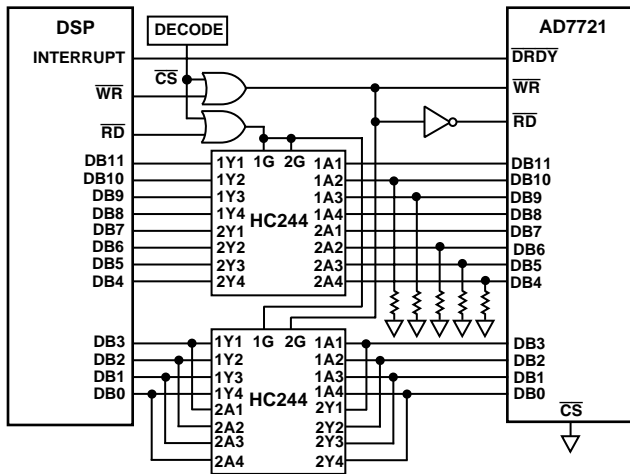 DSP
DECODE
AD7721
INTERRUPT
DRDY
CS
WR
WR
RD
RD
DB11
DB10
DB9
DB8
DB7
DB6
DB5
DB4
1G 2G
1Y1
1Y2
1Y3
1Y4
2Y1
2Y2
2Y3
2Y4
HC244
1A1
1A2
1A3
1A4
2A1
2A2
2A3
2A4
DB11
DB10
DB9
DB8
DB7
DB6
DB5
DB4
DB3
DB2
DB1
DB0
1G 2G
1Y1
1Y2
1Y3
1Y4
2A1
2A2
2A3
2A4
HC244
1A1
1A2
1A3
1A4
2Y1
2Y2
2Y3
2Y4
DB3
DB2
DB1
DB0
CS